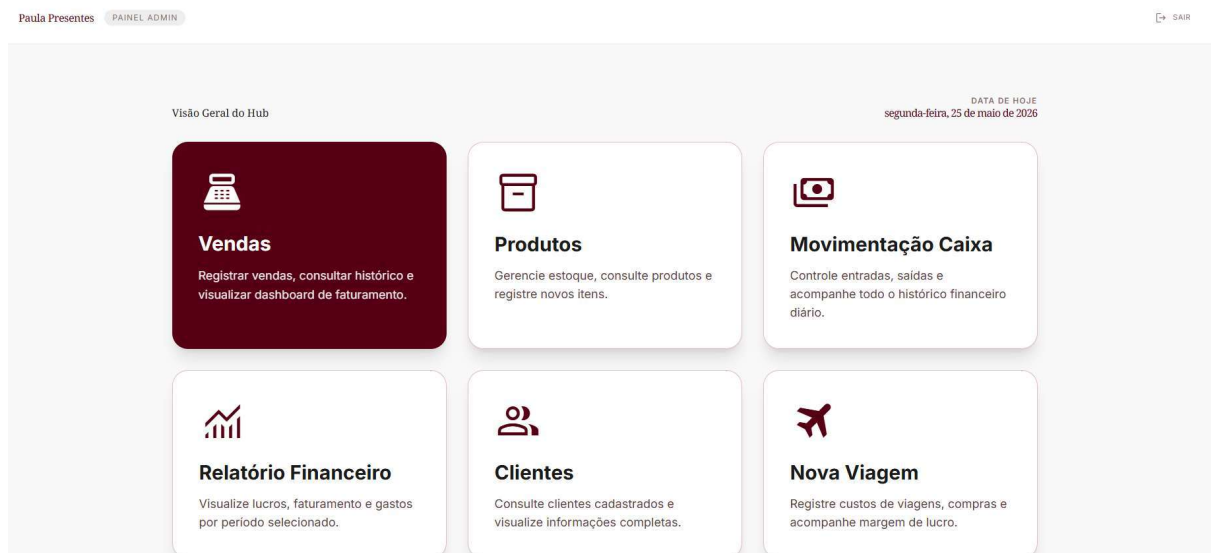 Paula Presentes PAINEL ADMIN SAIR
DATA DE HOJE
Visão Geral do Hub segunda-feira, 25 de maio de 2026
Vendas
Registrar vendas, consultar histórico e
visualizar dashboard de faturamento.
Produtos
Gerencie estoque, consulte produtos e
registre novos itens.
Movimentação Caixa
Controle entradas, saídas e
acompanhe todo o histórico financeiro
diário.
Relatório Financeiro
Visualize lucros, faturamento e gastos
por período selecionado.
Clientes
Consulte clientes cadastrados e
visualize informações completas.
Nova Viagem
Registre custos de viagens, compras e
acompanhe margem de lucro.